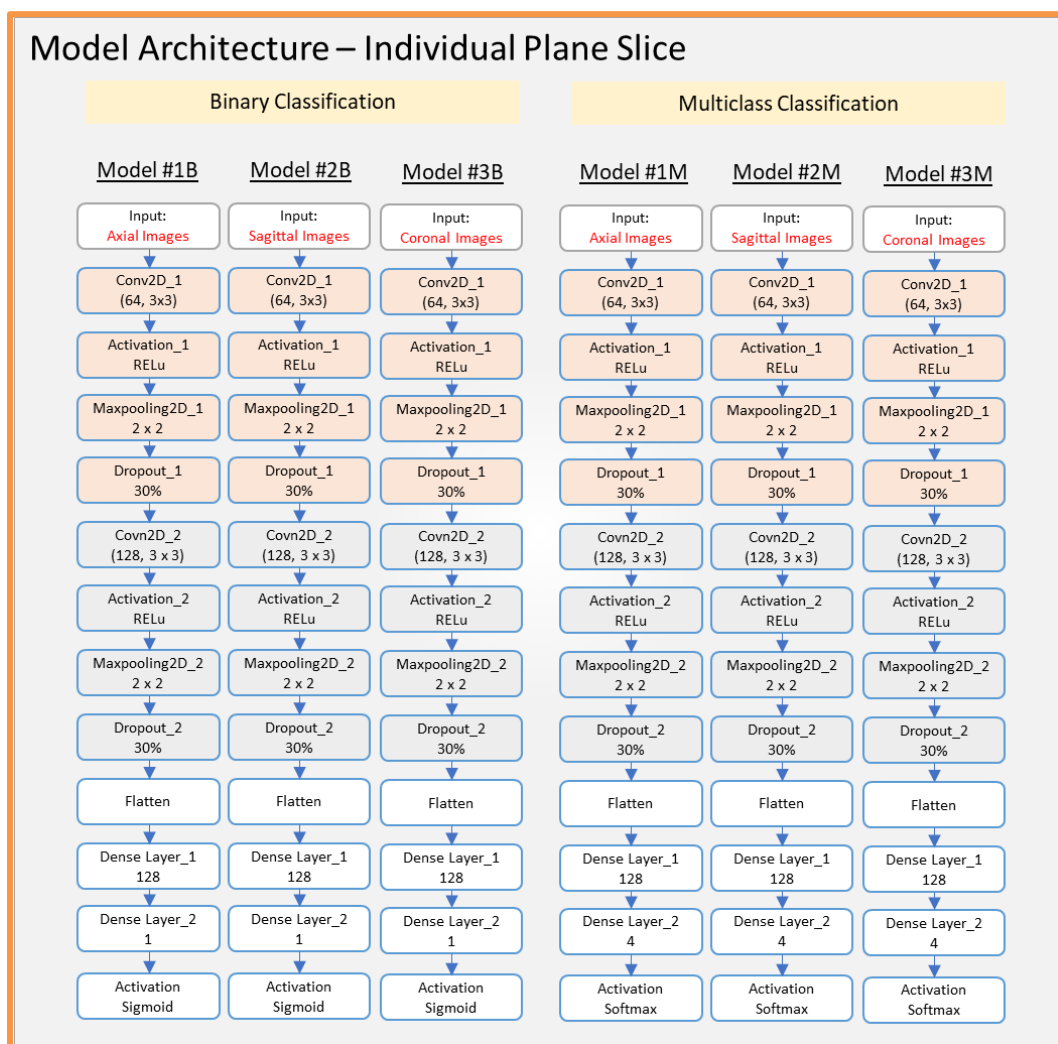 Model Architecture – Individual Plane Slice
Binary Classification
Model #1B
Input:
Axial Images
Conv2D_1
(64, 3x3)
Activation_1
RELu
Maxpooling2D_1
2 x 2
Dropout_1
30%
Covn2D_2
(128, 3 x 3)
Activation_2
RELu
Maxpooling2D_2
2 x 2
Dropout_2
30%
Flatten
Dense Layer_1
128
Dense Layer_2
1
Activation
Sigmoid
Model #2B
Input:
Sagittal Images
Conv2D_1
(64, 3x3)
Activation_1
RELu
Maxpooling2D_1
2 x 2
Dropout_1
30%
Covn2D_2
(128, 3 x 3)
Activation_2
RELu
Maxpooling2D_2
2 x 2
Dropout_2
30%
Flatten
Dense Layer_1
128
Dense Layer_2
1
Activation
Sigmoid
Model #3B
Input:
Coronal Images
Conv2D_1
(64, 3x3)
Activation_1
RELu
Maxpooling2D_1
2 x 2
Dropout_1
30%
Covn2D_2
(128, 3 x 3)
Activation_2
RELu
Maxpooling2D_2
2 x 2
Dropout_2
30%
Flatten
Dense Layer_1
128
Dense Layer_2
1
Activation
Sigmoid
Multiclass Classification
Model #1M
Input:
Axial Images
Conv2D_1
(64, 3x3)
Activation_1
RELu
Maxpooling2D_1
2 x 2
Dropout_1
30%
Covn2D_2
(128, 3 x 3)
Activation_2
RELu
Maxpooling2D_2
2 x 2
Dropout_2
30%
Flatten
Dense Layer_1
128
Dense Layer_2
4
Activation
Softmax
Model #2M
Input:
Sagittal Images
Conv2D_1
(64, 3x3)
Activation_1
RELu
Maxpooling2D_1
2 x 2
Dropout_1
30%
Covn2D_2
(128, 3 x 3)
Activation_2
RELu
Maxpooling2D_2
2 x 2
Dropout_2
30%
Flatten
Dense Layer_1
128
Dense Layer_2
4
Activation
Softmax
Model #3M
Input:
Coronal Images
Conv2D_1
(64, 3x3)
Activation_1
RELu
Maxpooling2D_1
2 x 2
Dropout_1
30%
Covn2D_2
(128, 3 x 3)
Activation_2
RELu
Maxpooling2D_2
2 x 2
Dropout_2
30%
Flatten
Dense Layer_1
128
Dense Layer_2
4
Activation
Softmax